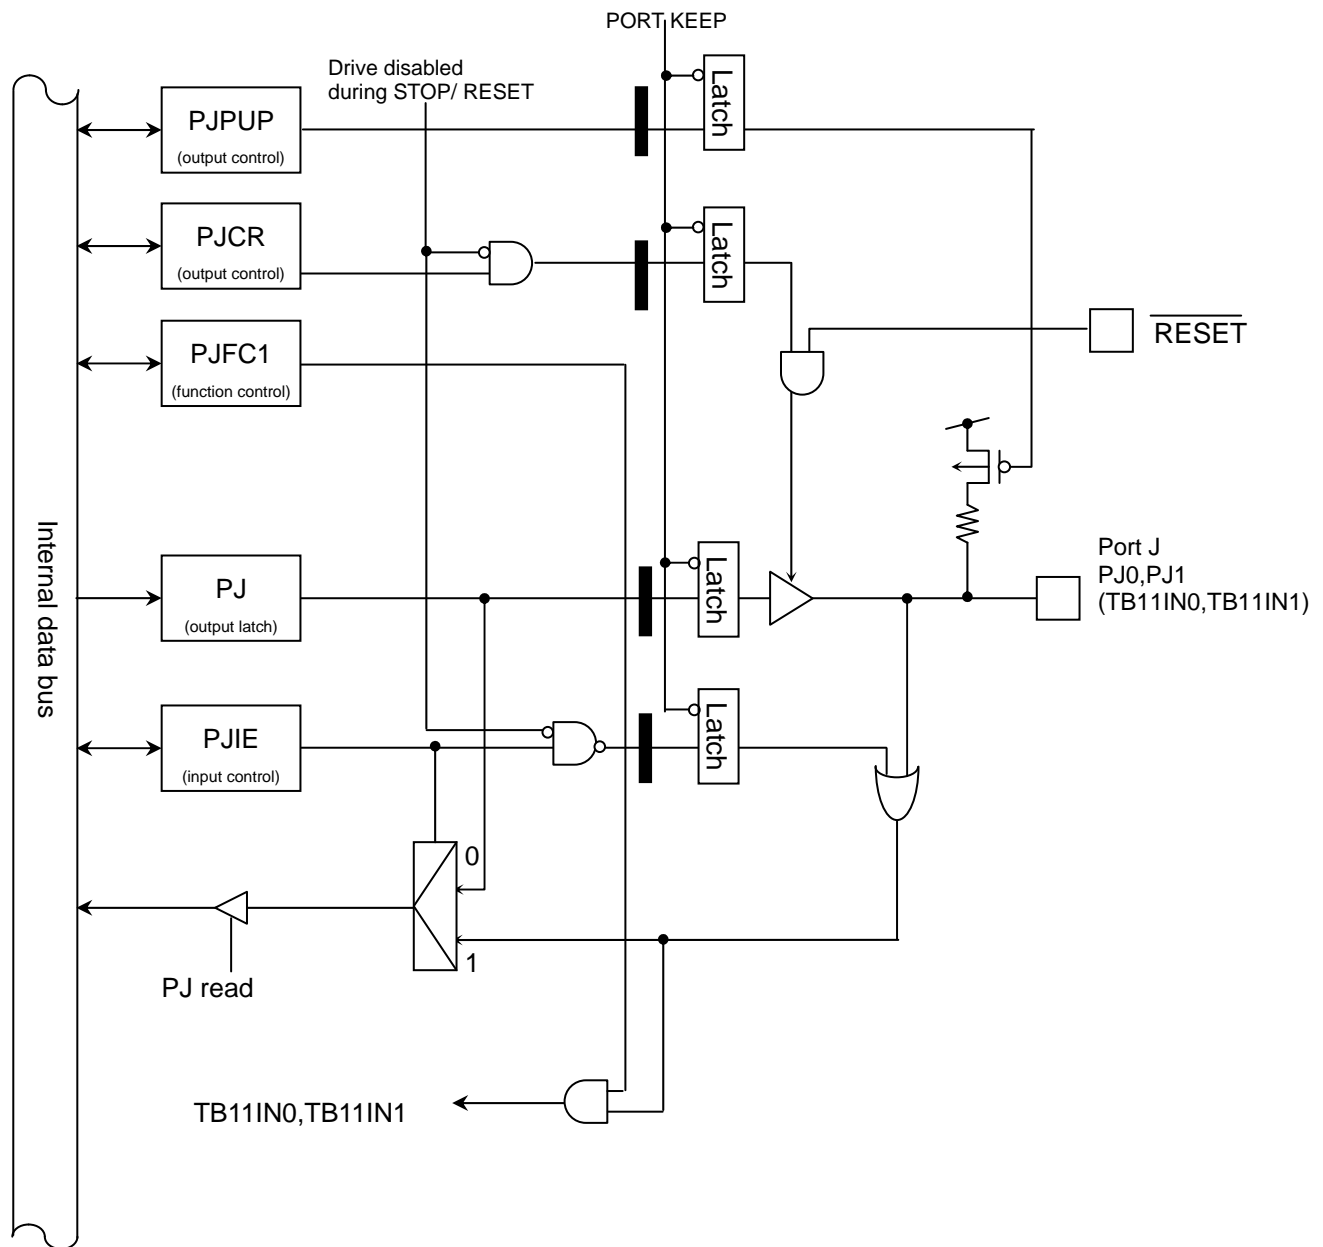 PORT KEEP
Drive disabled
during STOP/ RESET
Latch
PJPUP
(output control)
Latch
PJCR
(output control)
RESET
PJFC1
(function control)
Internal data bus
Latch
Port J
PJ0,PJ1
(TB11IN0,TB11IN1)
PJ
(output latch)
Latch
PJIE
(input control)
0
1
PJ read
TB11IN0,TB11IN1